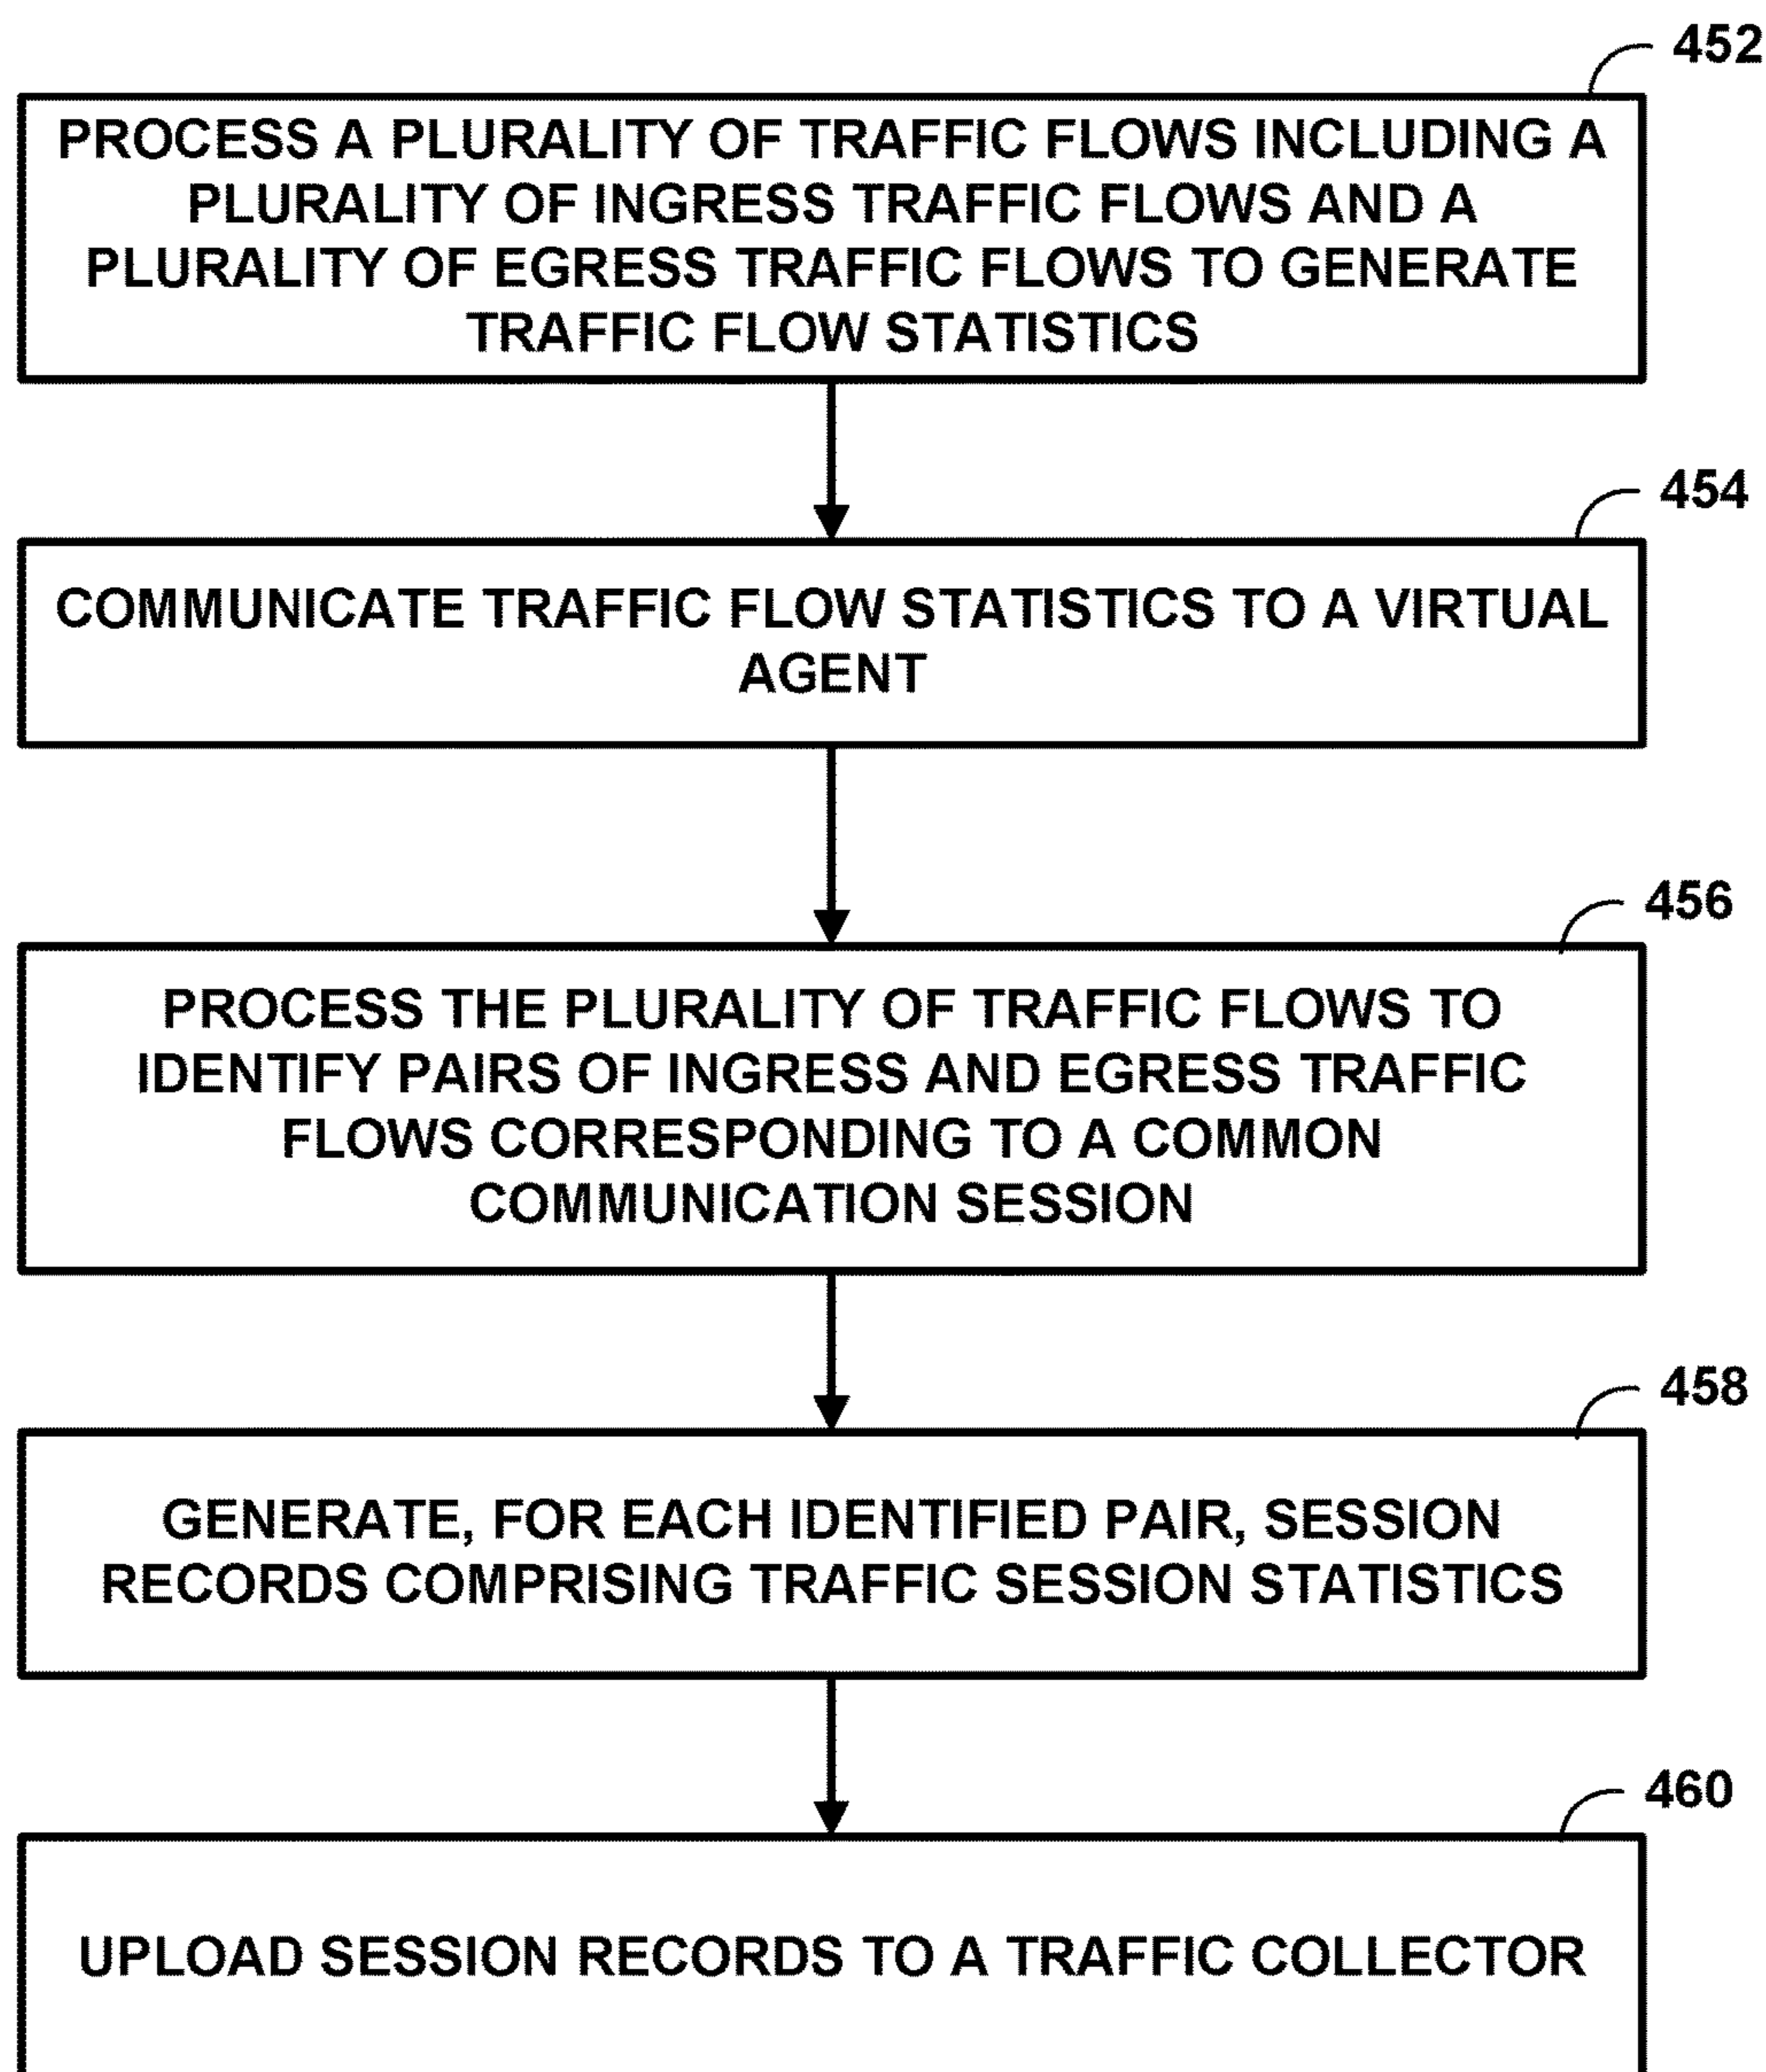 452
PROCESS A PLURALITY OF TRAFFIC FLOWS INCLUDING A
PLURALITY OF INGRESS TRAFFIC FLOWS AND A
PLURALITY OF EGRESS TRAFFIC FLOWS TO GENERATE
TRAFFIC FLOW STATISTICS
454
COMMUNICATE TRAFFIC FLOW STATISTICS TO A VIRTUAL
AGENT
456
PROCESS THE PLURALITY OF TRAFFIC FLOWS TO
IDENTIFY PAIRS OF INGRESS AND EGRESS TRAFFIC
FLOWS CORRESPONDING TO A COMMON
COMMUNICATION SESSION
458
GENERATE, FOR EACH IDENTIFIED PAIR, SESSION
RECORDS COMPRISING TRAFFIC SESSION STATISTICS
460
UPLOAD SESSION RECORDS TO A TRAFFIC COLLECTOR